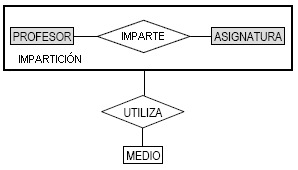 PROFESOR IMPARTE ASIGNATURA
IMPARTICIÓN
UTILIZA
MEDIO